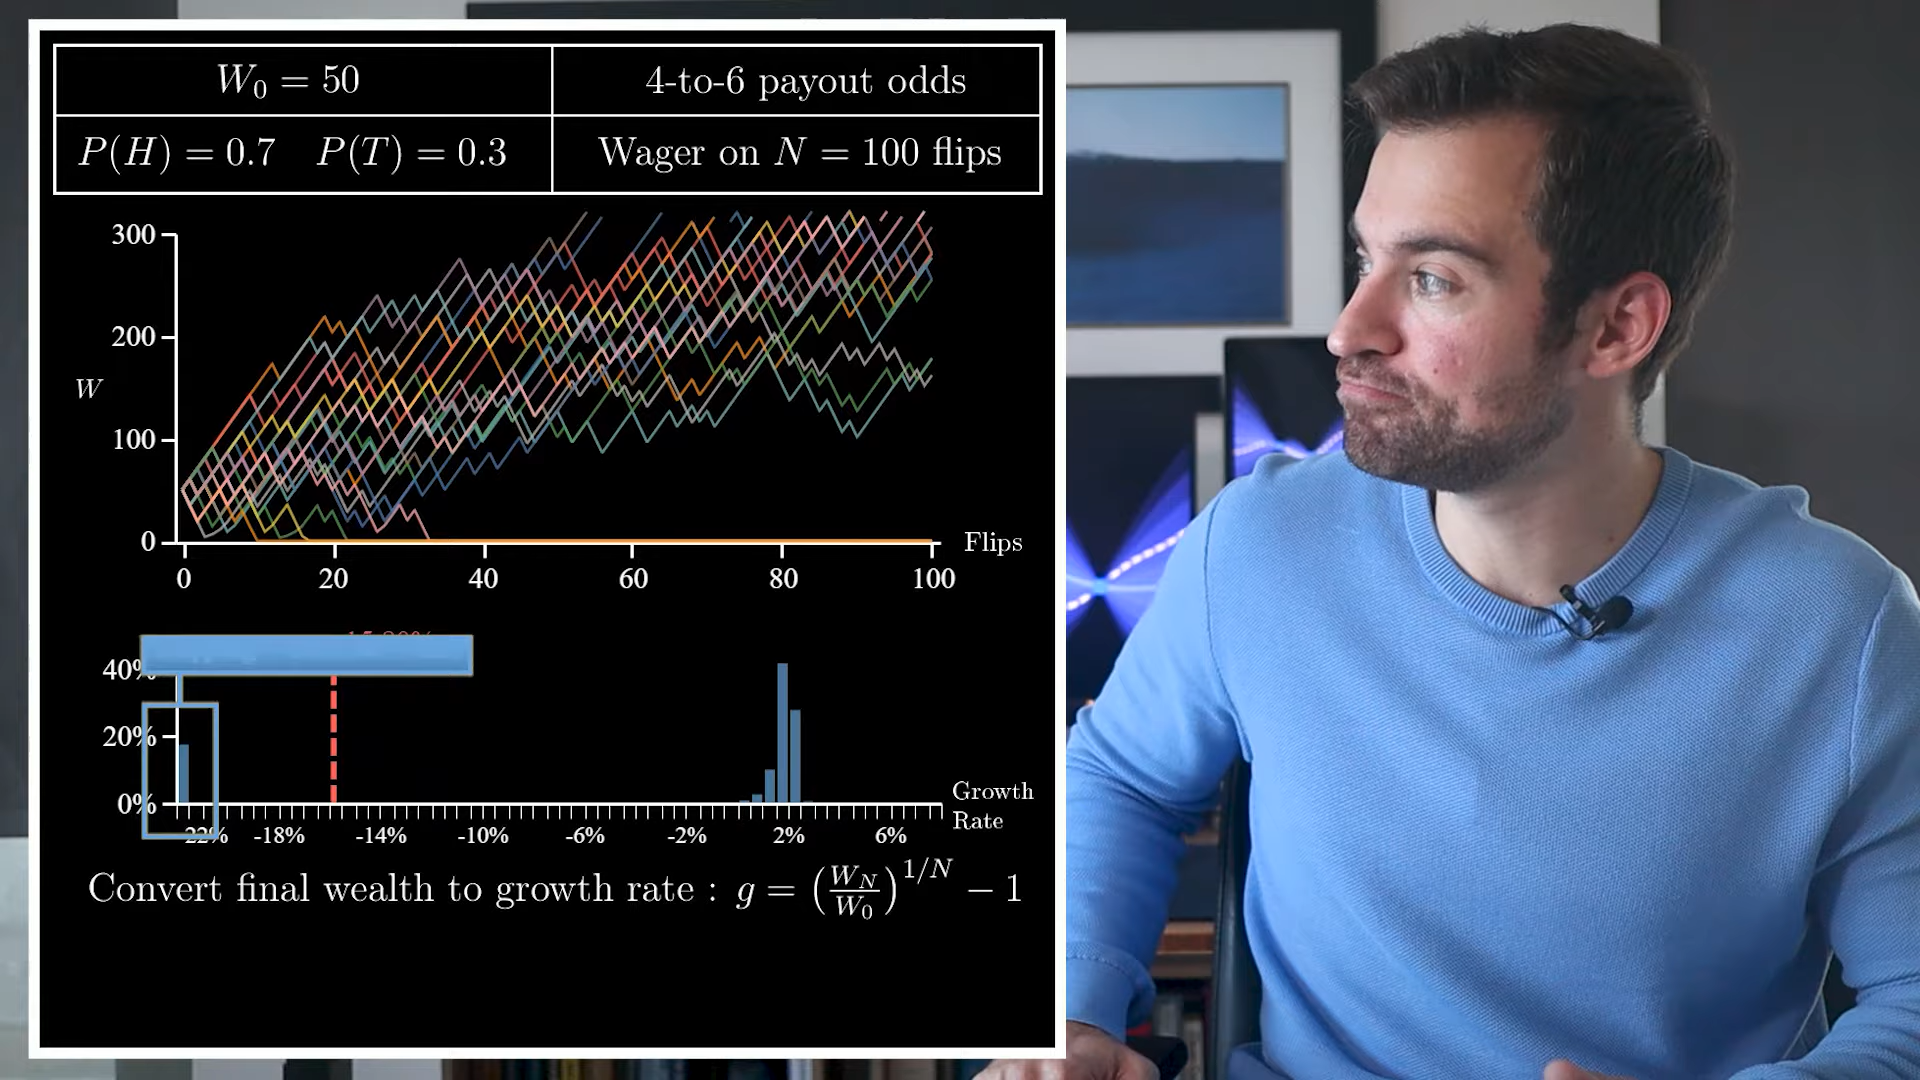 W₀ = 50
4-to-6 payout odds
P(H) = 0.7 P(T) = 0.3
Wager on N = 100 flips
300
200
W
100
0
Flips
0 20 40 60 80 100
40%
20%
0%
Growth
Rate
22% -18% -14% -10% -6% -2% 2% 6%
Convert final wealth to growth rate : g = (W_N/W₀)^{1/N} − 1